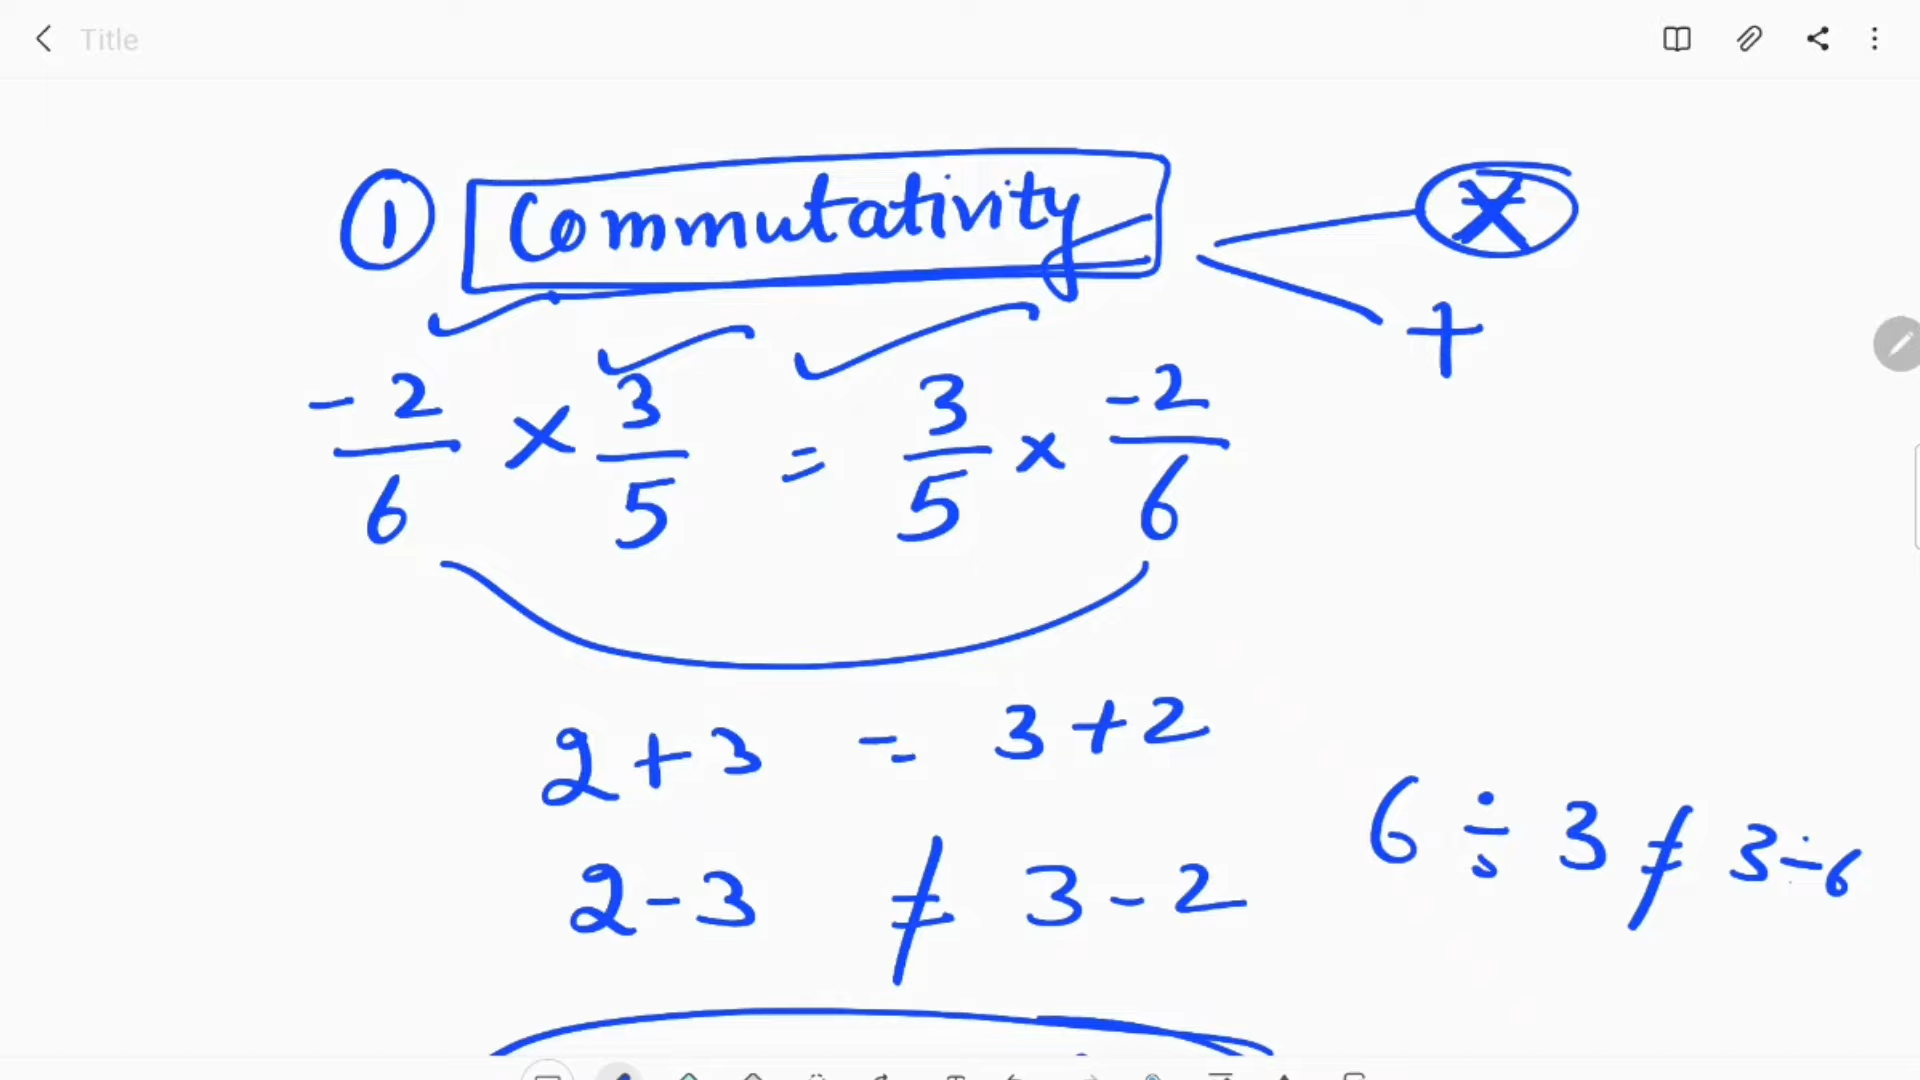 Title
① Commutativity × +
-2/6 × 3/5 = 3/5 × -2/6
2+3 = 3+2
2-3 ≠ 3-2
6 ÷ 3 ≠ 3÷6